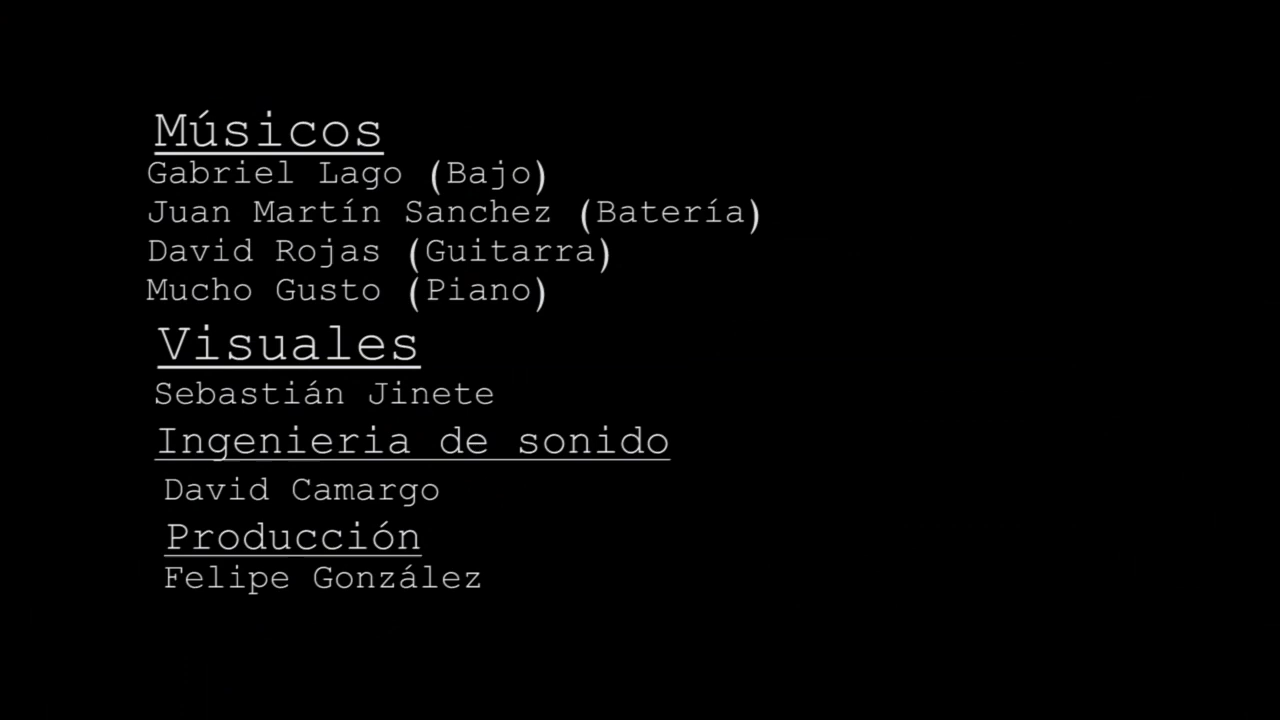 Músicos
Gabriel Lago (Bajo)
Juan Martín Sanchez (Batería)
David Rojas (Guitarra)
Mucho Gusto (Piano)
Visuales
Sebastián Jinete
Ingenieria de sonido
David Camargo
Producción
Felipe González